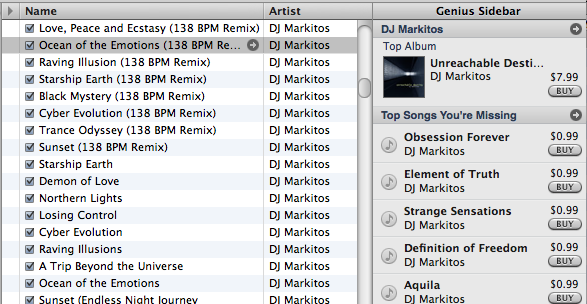 Name Artist Genius Sidebar
Love, Peace and Ecstasy (138 BPM Remix) DJ Markitos
Ocean of the Emotions (138 BPM Re... DJ Markitos
Raving Illusion (138 BPM Remix) DJ Markitos
Starship Earth (138 BPM Remix) DJ Markitos
Black Mystery (138 BPM Remix) DJ Markitos
Cyber Evolution (138 BPM Remix) DJ Markitos
Trance Odyssey (138 BPM Remix) DJ Markitos
Sunset (138 BPM Remix) DJ Markitos
Starship Earth DJ Markitos
Demon of Love DJ Markitos
Northern Lights DJ Markitos
Losing Control DJ Markitos
Cyber Evolution DJ Markitos
Raving Illusions DJ Markitos
A Trip Beyond the Universe DJ Markitos
Ocean of the Emotions DJ Markitos
Sunset (Endless Night Journey DJ Markitos
DJ Markitos
Top Album
Unreachable Desti...
DJ Markitos $7.99
BUY
Top Songs You're Missing
Obsession Forever $0.99
DJ Markitos BUY
Element of Truth $0.99
DJ Markitos BUY
Strange Sensations $0.99
DJ Markitos BUY
Definition of Freedom $0.99
DJ Markitos BUY
Aquila $0.99
DJ Markitos BUY